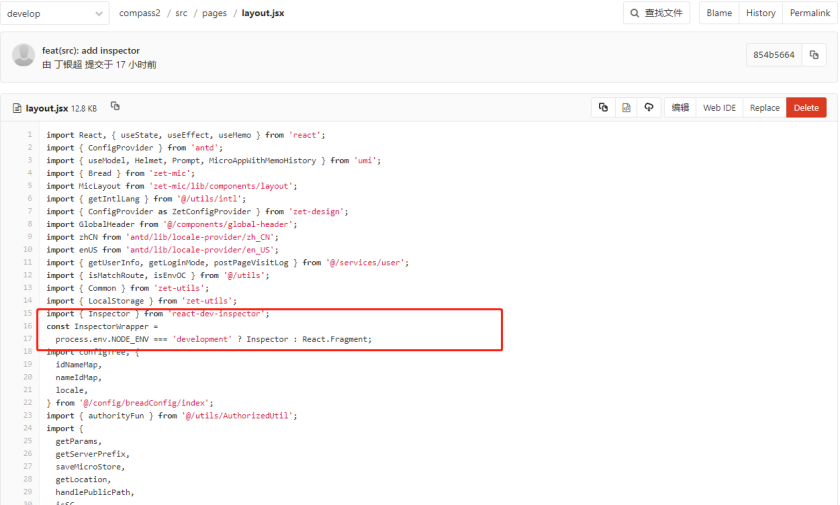 develop
compass2 / src / pages / layout.jsx
查找文件
Blame
History
Permalink
feat(src): add inspector
由 丁银超 提交于 17 小时前
854b5664
layout.jsx 12.8 KB
编辑
Web IDE
Replace
Delete
1 import React, { useState, useEffect, useMemo } from 'react';
2 import { ConfigProvider } from 'antd';
3 import { useModel, Helmet, Prompt, MicroAppWithMemoHistory } from 'umi';
4 import { Bread } from 'zet-mic';
5 import MicLayout from 'zet-mic/lib/components/layout';
6 import { getIntlLang } from '@/utils/intl';
7 import { ConfigProvider as ZetConfigProvider } from 'zet-design';
8 import GlobalHeader from '@/components/global-header';
9 import zhCN from 'antd/lib/locale-provider/zh_CN';
10 import enUS from 'antd/lib/locale-provider/en_US';
11 import { getUserInfo, getLoginMode, postPageVisitLog } from '@/services/user';
12 import { isMatchRoute, isEnvOC } from '@/utils';
13 import { Common } from 'zet-utils';
14 import { LocalStorage } from 'zet-utils';
15 import { Inspector } from 'react-dev-inspector';
16 const InspectorWrapper =
17 process.env.NODE_ENV === 'development' ? Inspector : React.Fragment;
18 import configTree, {
19 idNameMap,
20 nameIdMap,
21 locale,
22 } from '@/config/breadConfig/index';
23 import { authorityFun } from '@/utils/AuthorizedUtil';
24 import {
25 getParams,
26 getServerPrefix,
27 saveMicroStore,
28 getLocation,
29 handlePublicPath,